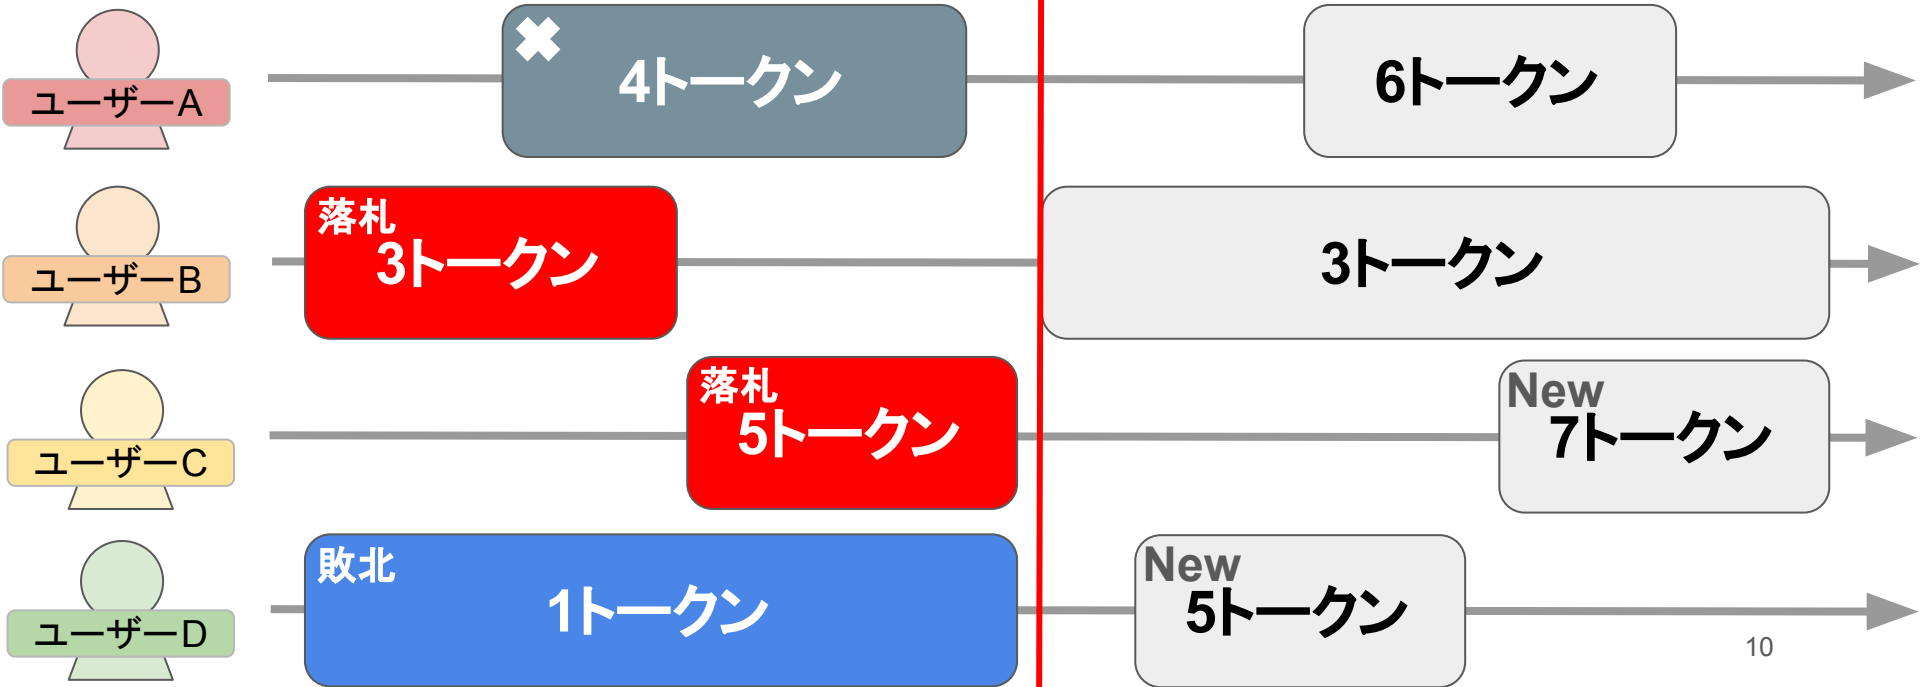 ユーザーA
✖
4トークン
6トークン
ユーザーB
落札
3トークン
3トークン
ユーザーC
落札
5トークン
New
7トークン
ユーザーD
敗北
1トークン
New
5トークン
10